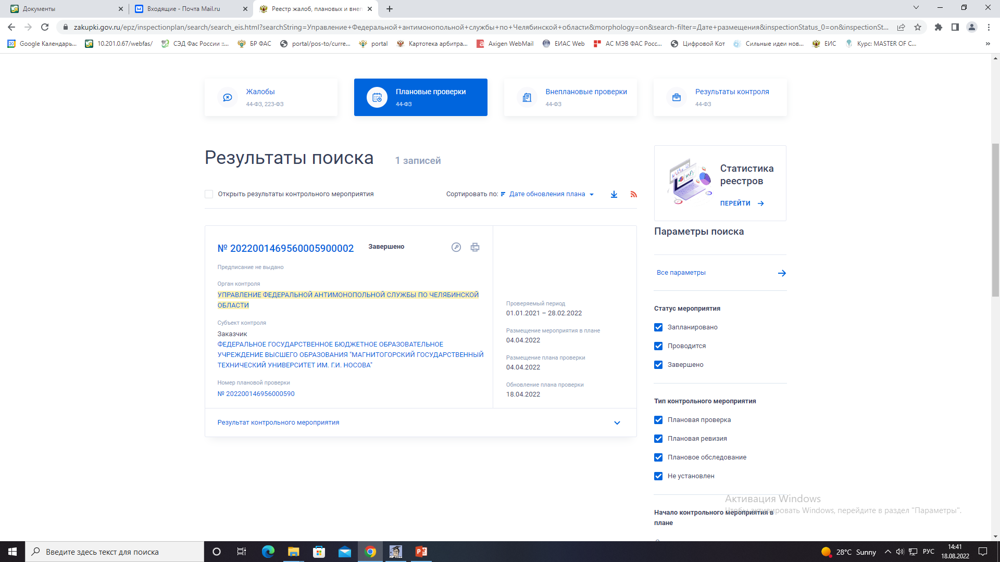 Документы
Входящие - Почта Mail.ru
Реестр жалоб, плановых и внеп
zakupki.gov.ru/epz/inspectionplan/search/search_eis.html?searchString=Управление+Федеральной+антимонопольной+службы+по+Челябинской+области&morphology=on&search-filter=Дате+размещения&inspectionStatus_0=on&inspectionSt...
20
Google Календарь...
10.201.0.67/webfas/
СЭД Фас России ::...
БР ФАС
portal/pos-to/curre...
portal
Картотека арбитра...
Axigen WebMail
ЕИАС Web
АС МЭВ ФАС Росс...
Цифровой Кот
Сильные идеи нов...
ЕИС
Курс: MASTER OF C...
»
Жалобы
44-ФЗ, 223-ФЗ
Плановые проверки
44-ФЗ
Внеплановые проверки
44-ФЗ
Результаты контроля
44-ФЗ
Результаты поиска
1 записей
Открыть результаты контрольного мероприятия
Сортировать по:
Дате обновления плана
№ 2022001469560005900002
Завершено
Предписание не выдано
Орган контроля
УПРАВЛЕНИЕ ФЕДЕРАЛЬНОЙ АНТИМОНОПОЛЬНОЙ СЛУЖБЫ ПО ЧЕЛЯБИНСКОЙ
ОБЛАСТИ
Субъект контроля
Заказчик
ФЕДЕРАЛЬНОЕ ГОСУДАРСТВЕННОЕ БЮДЖЕТНОЕ ОБРАЗОВАТЕЛЬНОЕ
УЧРЕЖДЕНИЕ ВЫСШЕГО ОБРАЗОВАНИЯ "МАГНИТОГОРСКИЙ ГОСУДАРСТВЕННЫЙ
ТЕХНИЧЕСКИЙ УНИВЕРСИТЕТ ИМ. Г.И. НОСОВА"
Номер плановой проверки
№ 202200146956000590
Проверяемый период
01.01.2021 – 28.02.2022
Размещение мероприятия в плане
04.04.2022
Размещение плана проверки
04.04.2022
Обновление плана проверки
18.04.2022
Результат контрольного мероприятия
Статистика
реестров
ПЕРЕЙТИ
Параметры поиска
Все параметры
Статус мероприятия
Запланировано
Проводится
Завершено
Тип контрольного мероприятия
Плановая проверка
Плановая ревизия
Плановое обследование
Не установлен
Начало контрольного мероприятия в
плане
Активация Windows
Чтобы активировать Windows, перейдите в раздел "Параметры".
Введите здесь текст для поиска
28°C Sunny
РУС
14:41
18.08.2022